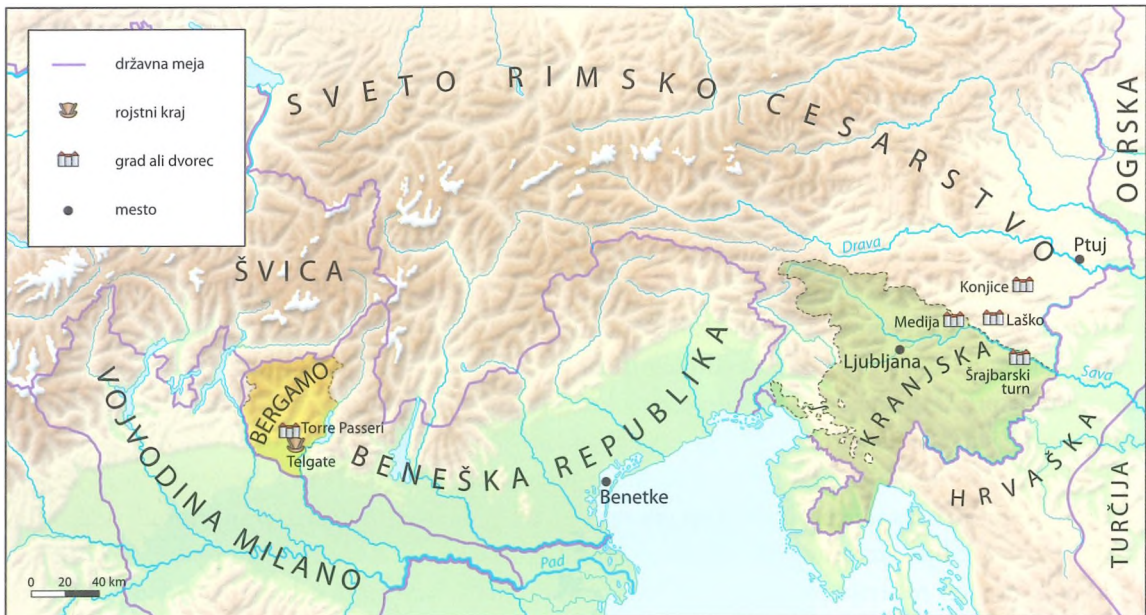 državna meja
rojstni kraj
grad ali dvorec
mesto
SVETO RIMSKO CESARSTVO
OGRSKA
ŠVICA
Drava
Ptuj
Konjice
Medija
Laško
Ljubljana
Šrajbarski
turn
Sava
KRANJSKA
BERGAMO
Torre Passeri
Telgate
VOJVODINA MILANO
BENEŠKA REPUBLIKA
Benetke
HRVAŠKA
TURČIJA
Pad
0 20 40 km